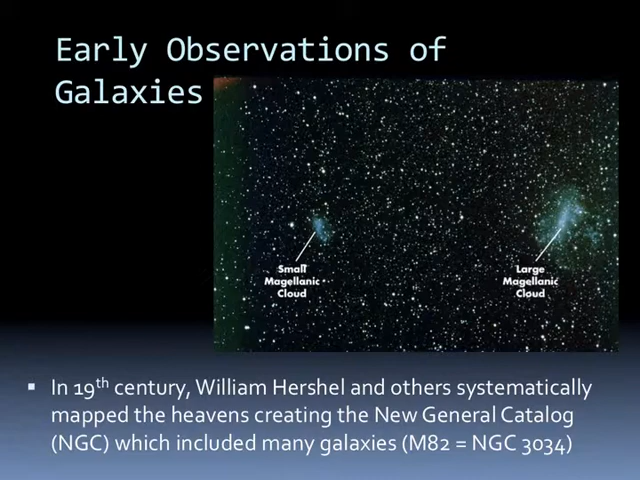 Early Observations of
Galaxies
Small
Magellanic
Cloud
Large
Magellanic
Cloud
▪ In 19th century, William Hershel and others systematically
mapped the heavens creating the New General Catalog
(NGC) which included many galaxies (M82 = NGC 3034)